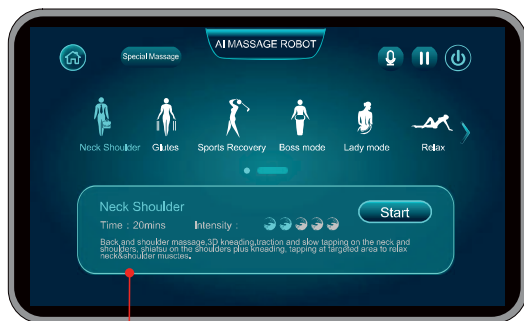 AI MASSAGE ROBOT
Special Massage
Neck Shoulder
Glutes
Sports Recovery
Boss mode
Lady mode
Relax
Neck Shoulder
Time : 20mins Intensity :
Start
Back and shoulder massage,3D kneading,traction and slow tapping on the neck and
shoulders, shiatsu on the shoulders plus kneading, tapping at targeted area to relax
neck&shoulder musctes.